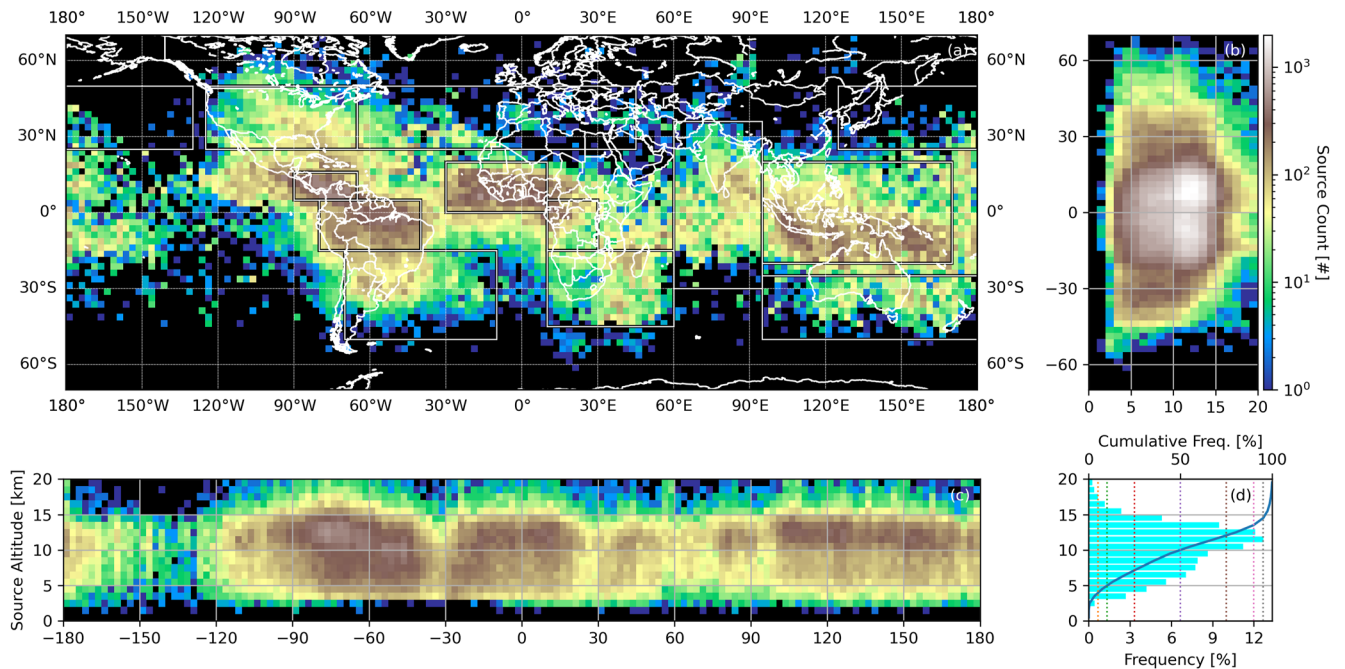 180° 150°W 120°W 90°W 60°W 30°W 0° 30°E 60°E 90°E 120°E 150°E 180°
(a)
60°N 60°N
30°N 30°N
0° 0°
30°S 30°S
60°S 60°S
180° 150°W 120°W 90°W 60°W 30°W 0° 30°E 60°E 90°E 120°E 150°E 180°
(b)
60
30
0
−30
−60
0 5 10 15 20
10³
10²
10¹
10⁰
Source Count [#]
Source Altitude [km]
20
15
10
5
0
(c)
−180 −150 −120 −90 −60 −30 0 30 60 90 120 150 180
Cumulative Freq. [%]
0 50 100
(d)
20
15
10
5
0
0 3 6 9 12
Frequency [%]